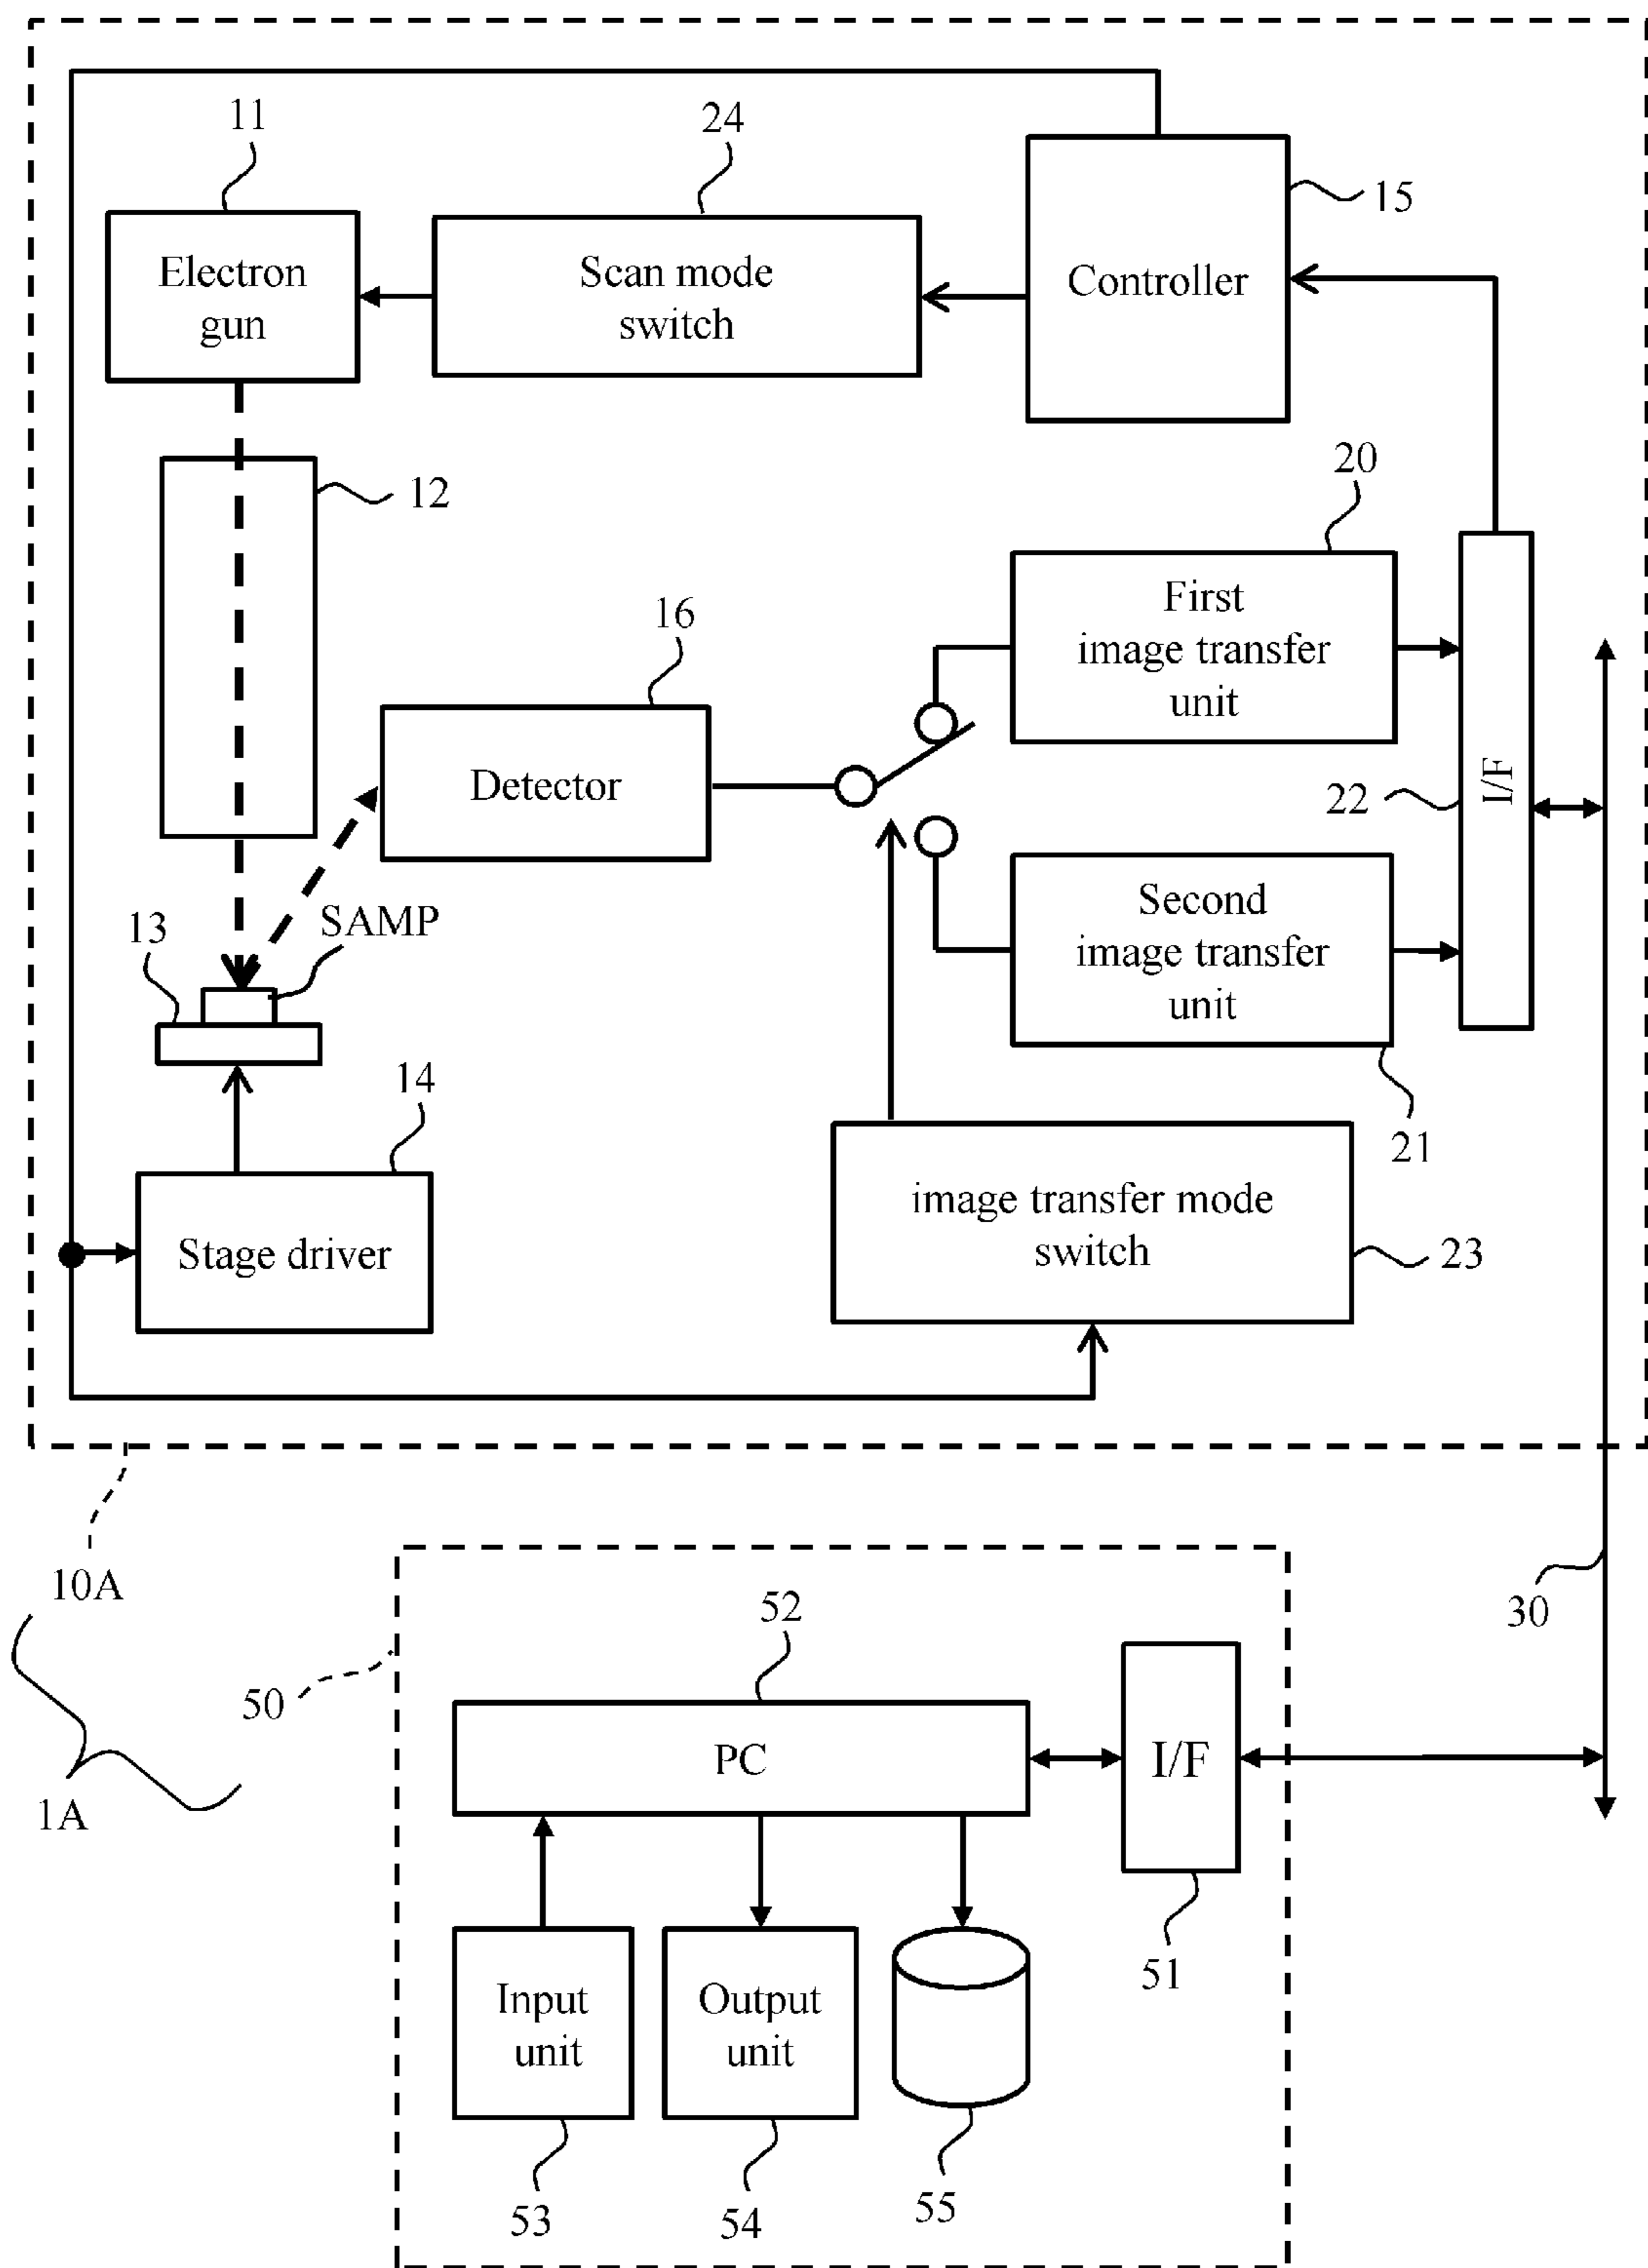 11
24
15
Electron
gun
Scan mode
switch
Controller
12
20
16
First
image transfer
unit
Detector
22
I/F
13
SAMP
Second
image transfer
unit
14
21
image transfer mode
switch
Stage driver
23
10A
30
52
50
PC
I/F
1A
51
Input
unit
Output
unit
53
54
55